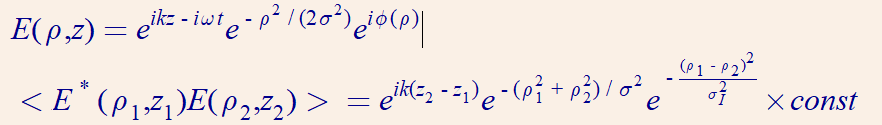 E(ρ,z) = e^{ikz - iωt} e^{- ρ^2 / (2σ^2)} e^{iϕ(ρ)}
< E^*(ρ_1,z_1)E(ρ_2,z_2) > = e^{ik(z_2 - z_1)} e^{- (ρ_1^2 + ρ_2^2) / σ^2} e^{- \frac{(ρ_1 - ρ_2)^2}{σ_I^2}} × const